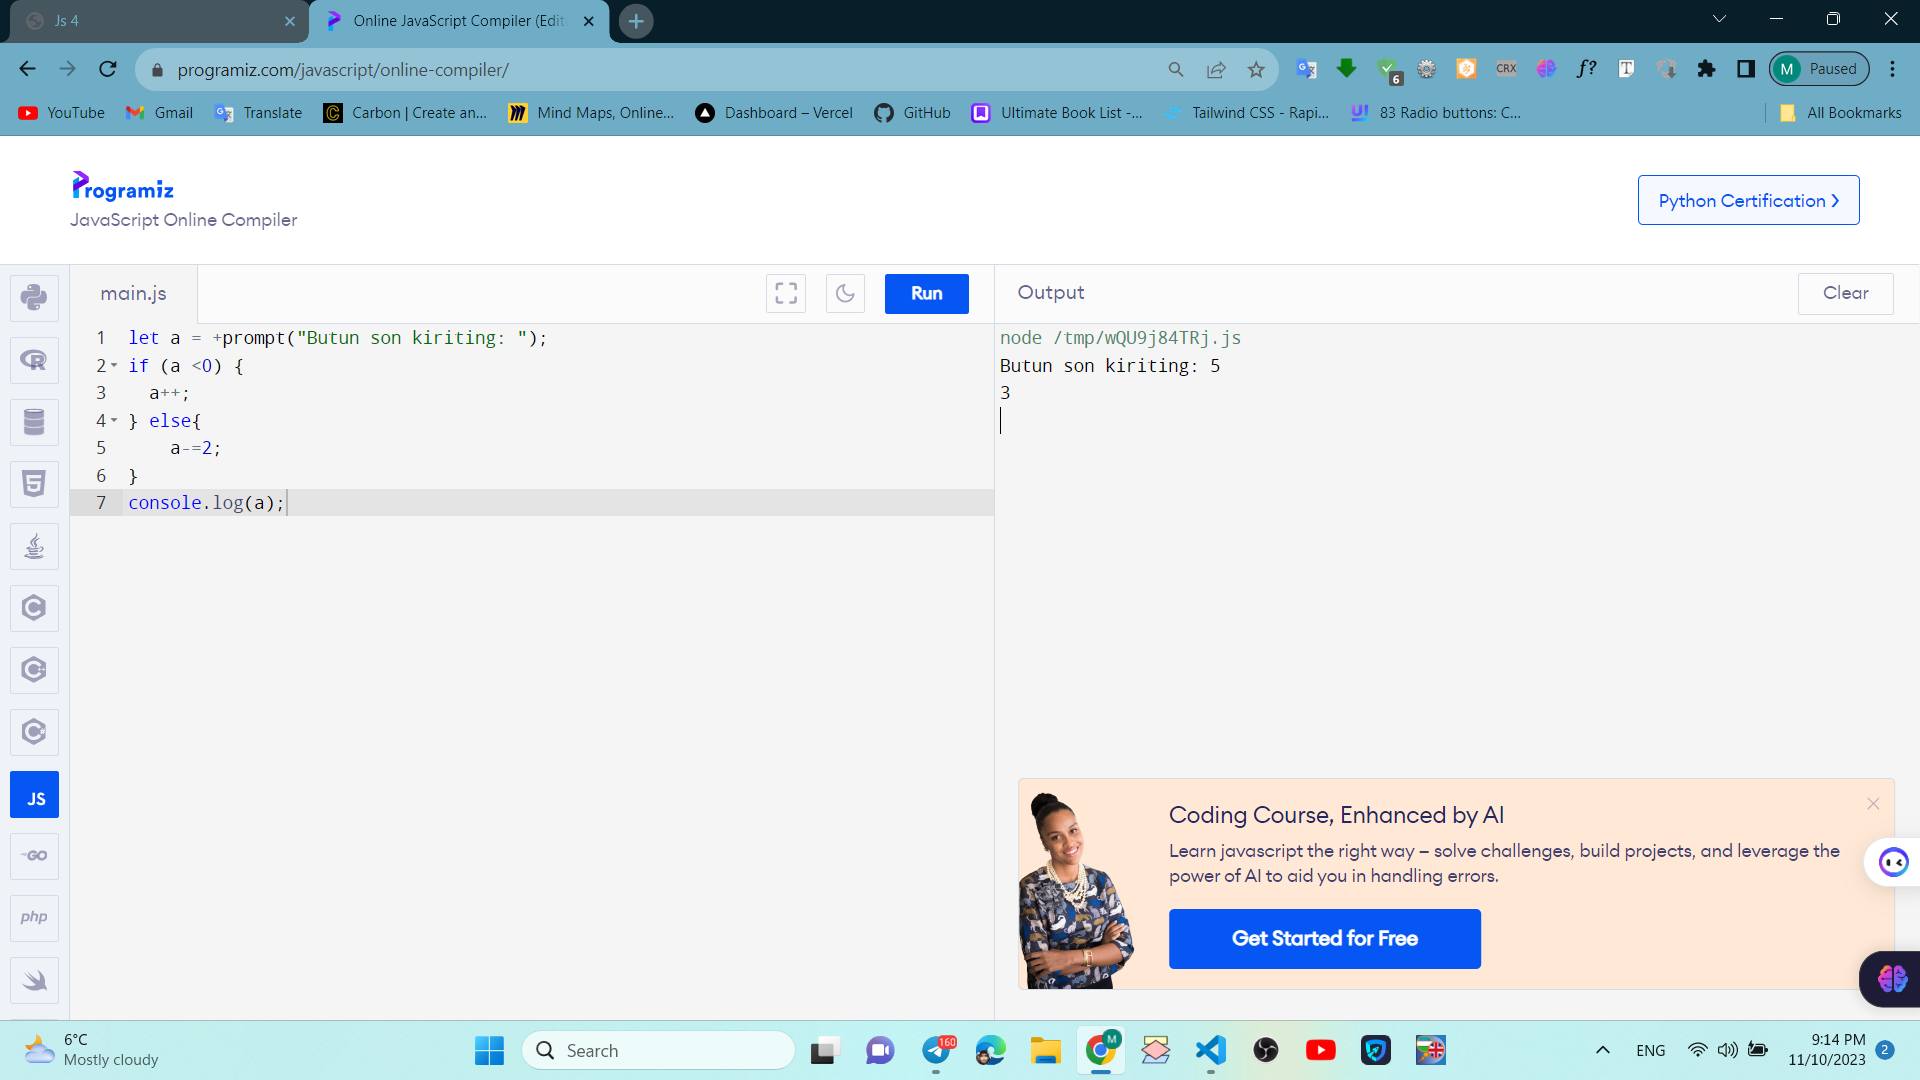 Js 4
Online JavaScript Compiler (Edit
programiz.com/javascript/online-compiler/
6
CRX
f?
T
M
Paused
YouTube
Gmail
Translate
Carbon | Create an...
Mind Maps, Online...
Dashboard – Vercel
GitHub
Ultimate Book List -...
Tailwind CSS - Rapi...
83 Radio buttons: C...
All Bookmarks
Programiz
JavaScript Online Compiler
Python Certification
main.js
Run
Output
Clear
1 let a = +prompt("Butun son kiriting: ");
2 if (a <0) {
3 a++;
4 } else{
5 a-=2;
6 }
7 console.log(a);
node /tmp/wQU9j84TRj.js
Butun son kiriting: 5
3
JS
GO
php
Coding Course, Enhanced by AI
Learn javascript the right way – solve challenges, build projects, and leverage the
power of AI to aid you in handling errors.
Get Started for Free
6°C
Mostly cloudy
Search
160
M
ENG
9:14 PM
11/10/2023
2